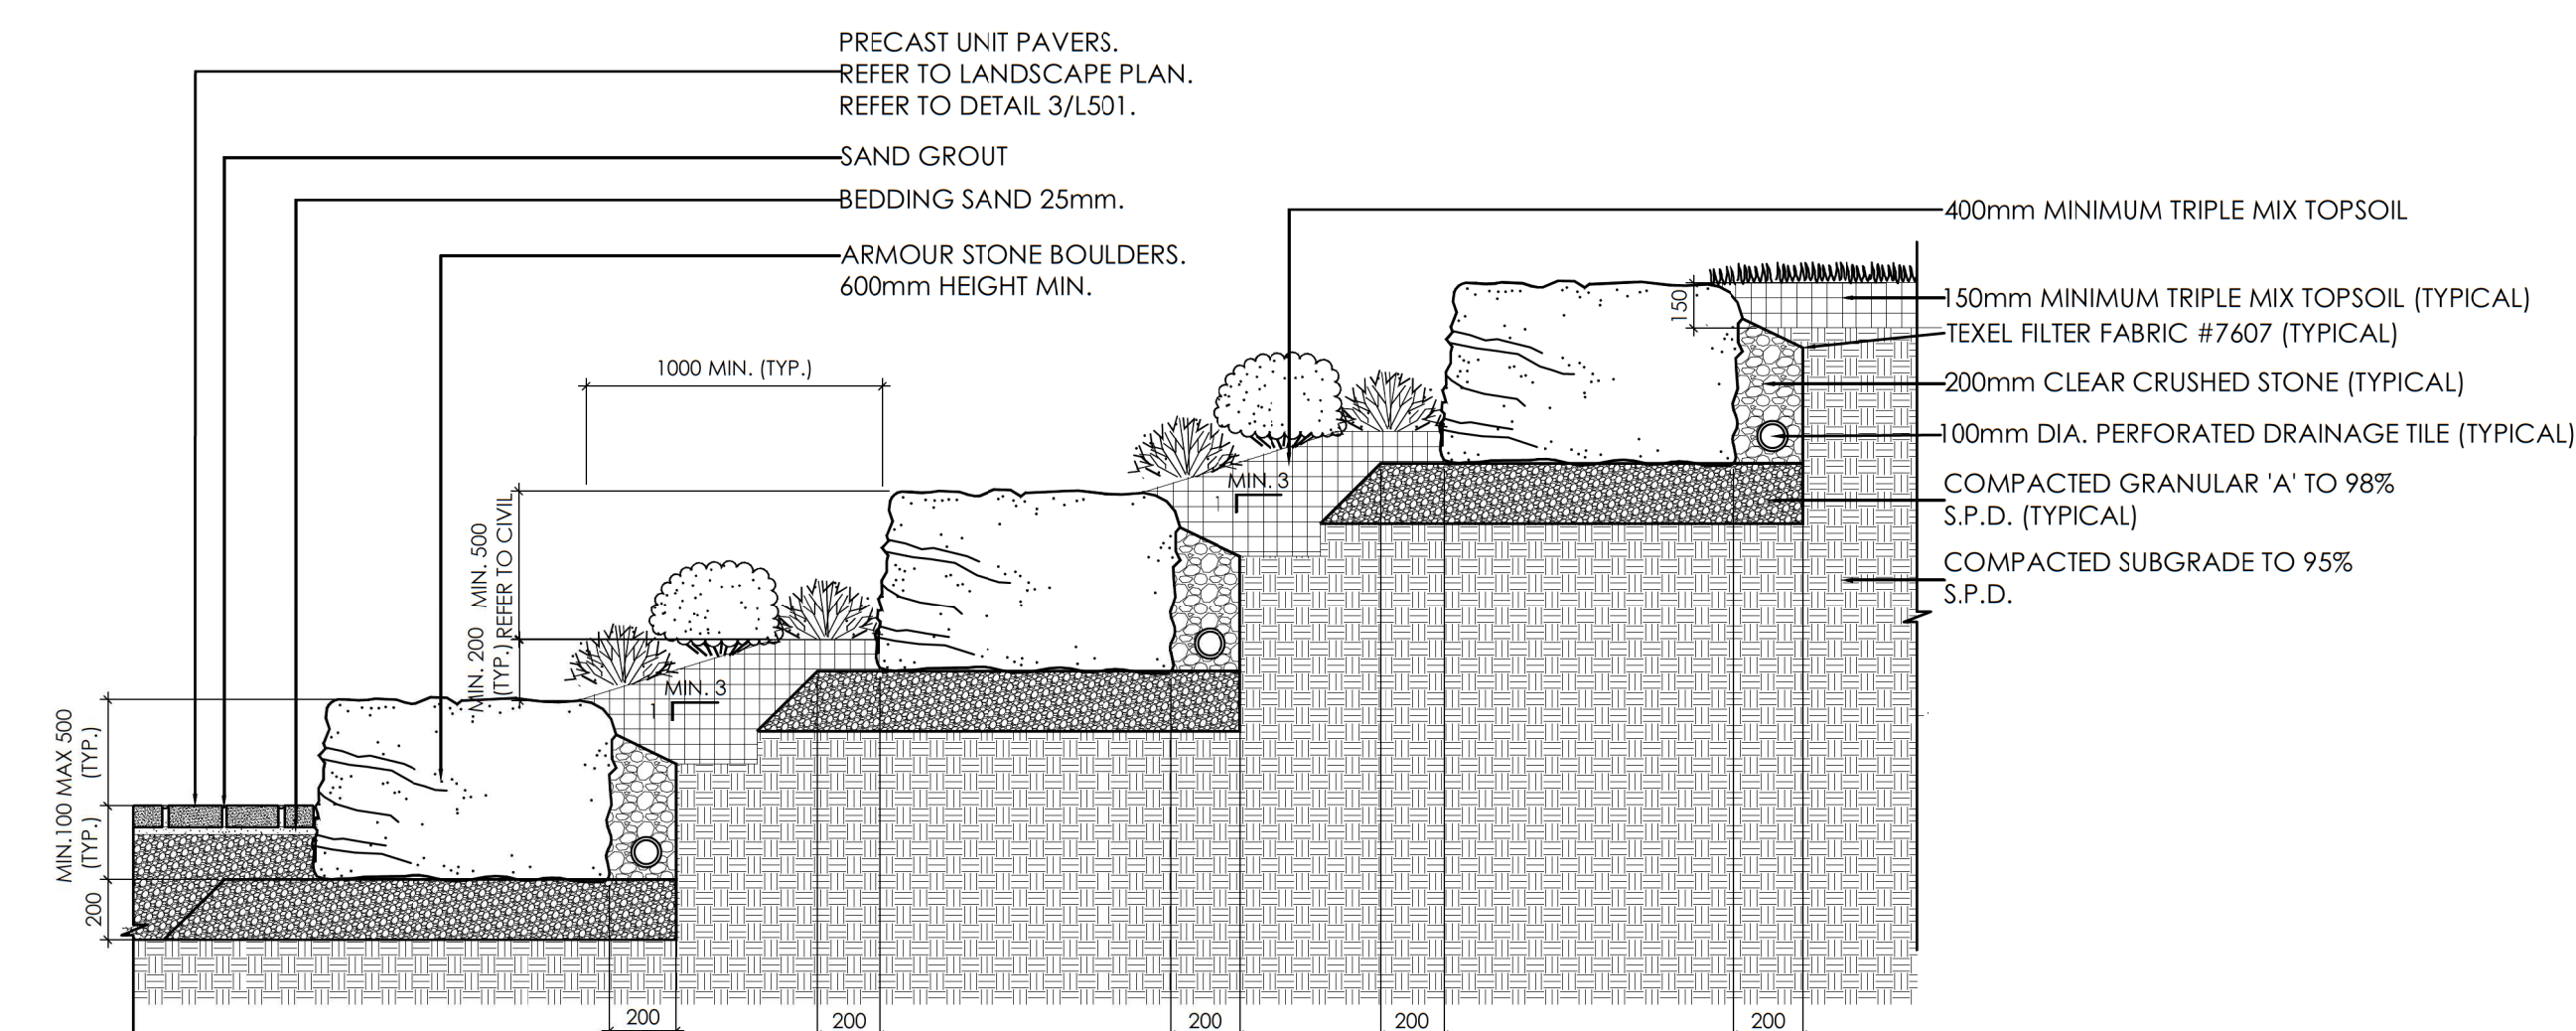 PRECAST UNIT PAVERS.
REFER TO LANDSCAPE PLAN.
REFER TO DETAIL 3/L501.
SAND GROUT
BEDDING SAND 25mm.
ARMOUR STONE BOULDERS.
600mm HEIGHT MIN.
400mm MINIMUM TRIPLE MIX TOPSOIL
150mm MINIMUM TRIPLE MIX TOPSOIL (TYPICAL)
TEXEL FILTER FABRIC #7607 (TYPICAL)
200mm CLEAR CRUSHED STONE (TYPICAL)
100mm DIA. PERFORATED DRAINAGE TILE (TYPICAL)
COMPACTED GRANULAR 'A' TO 98%
S.P.D. (TYPICAL)
COMPACTED SUBGRADE TO 95%
S.P.D.
150
1000 MIN. (TYP.)
MIN. 3
1
MIN. 500
REFER TO CIVIL
MIN. 200
(TYP.)
MIN. 3
1
MIN.100 MAX 500
(TYP.)
(TYP.)
200
200
200
200
200
200